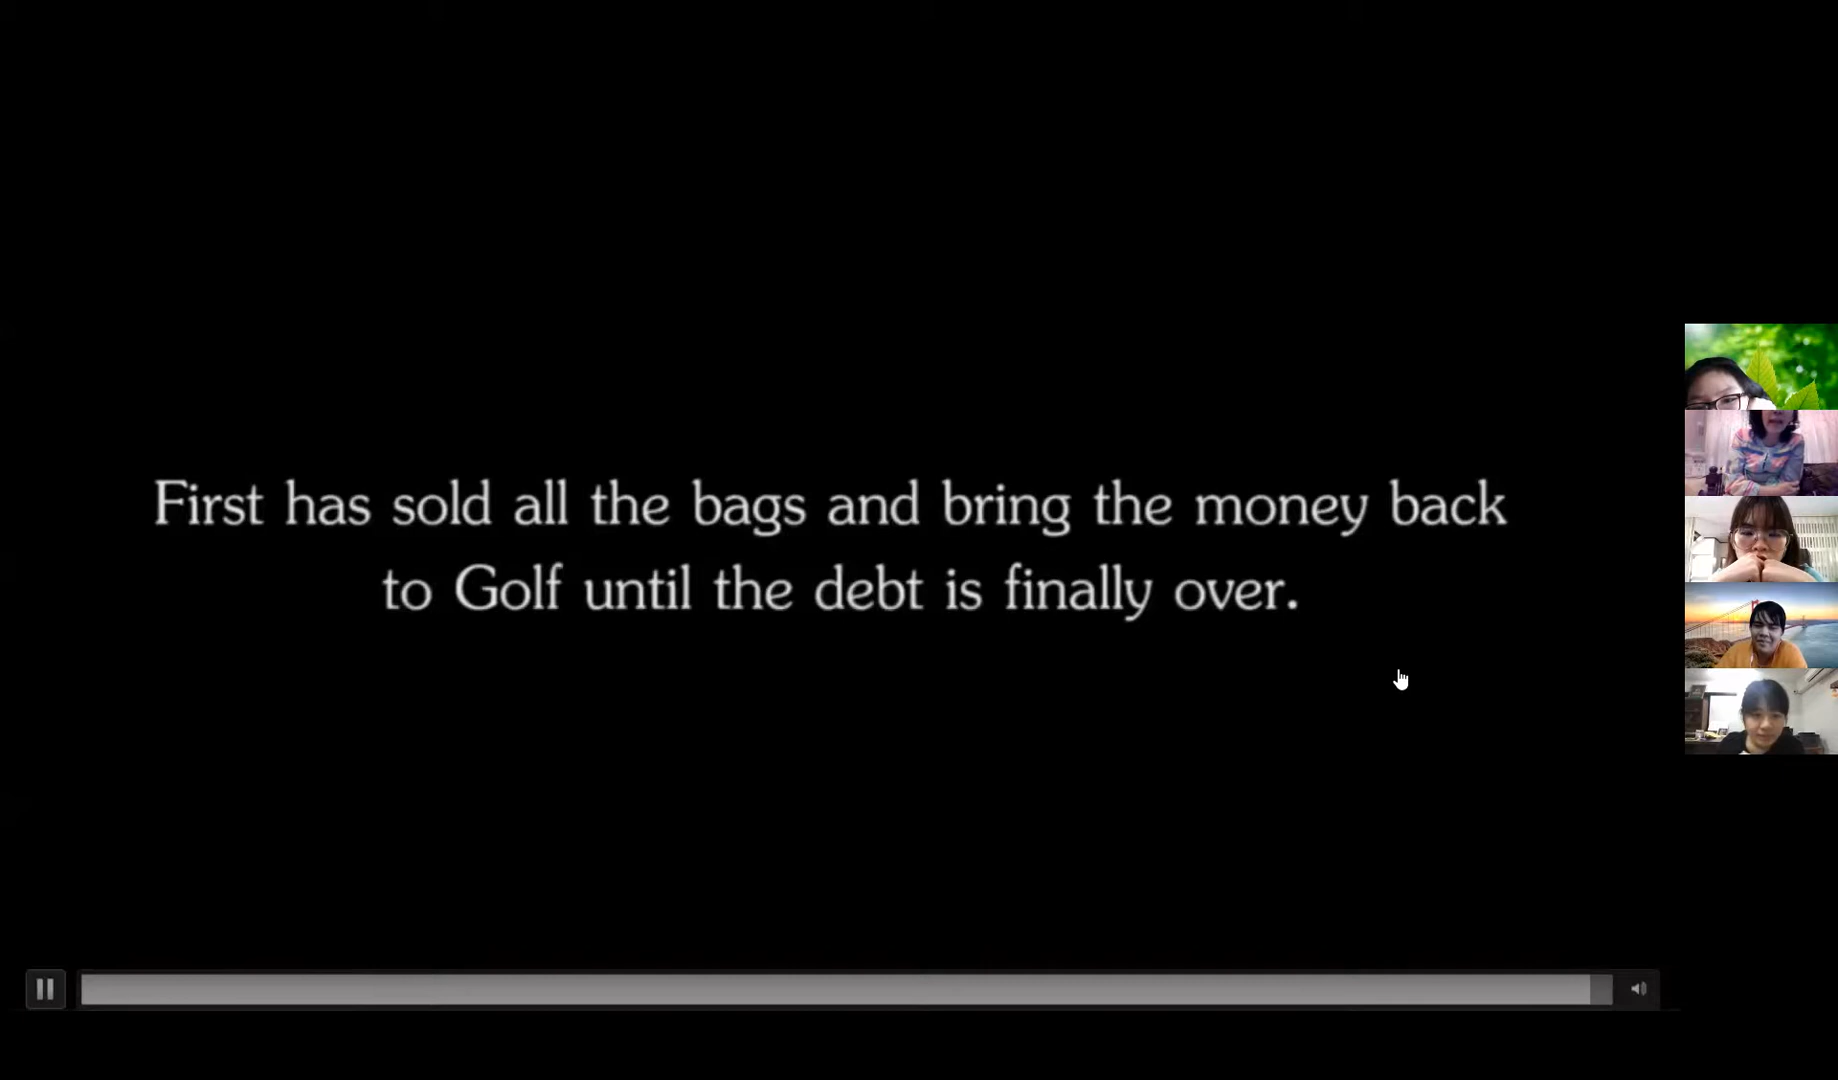 First has sold all the bags and bring the money back
to Golf until the debt is finally over.